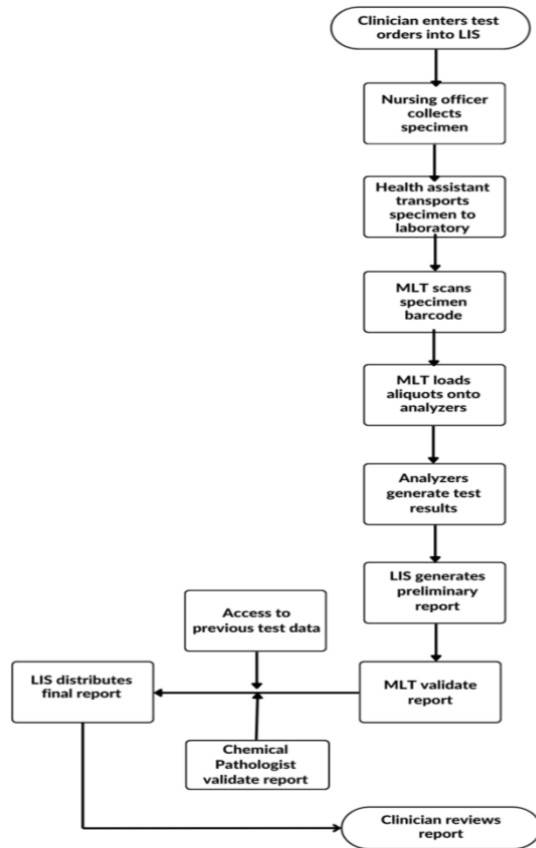 Clinician enters test
orders into LIS
Nursing officer
collects
specimen
Health assistant
transports
specimen to
laboratory
MLT scans
specimen
barcode
MLT loads
aliquots onto
analyzers
Analyzers
generate test
results
LIS generates
preliminary
report
Access to
previous test data
MLT validate
report
LIS distributes
final report
Chemical
Pathologist
validate report
Clinician reviews
report